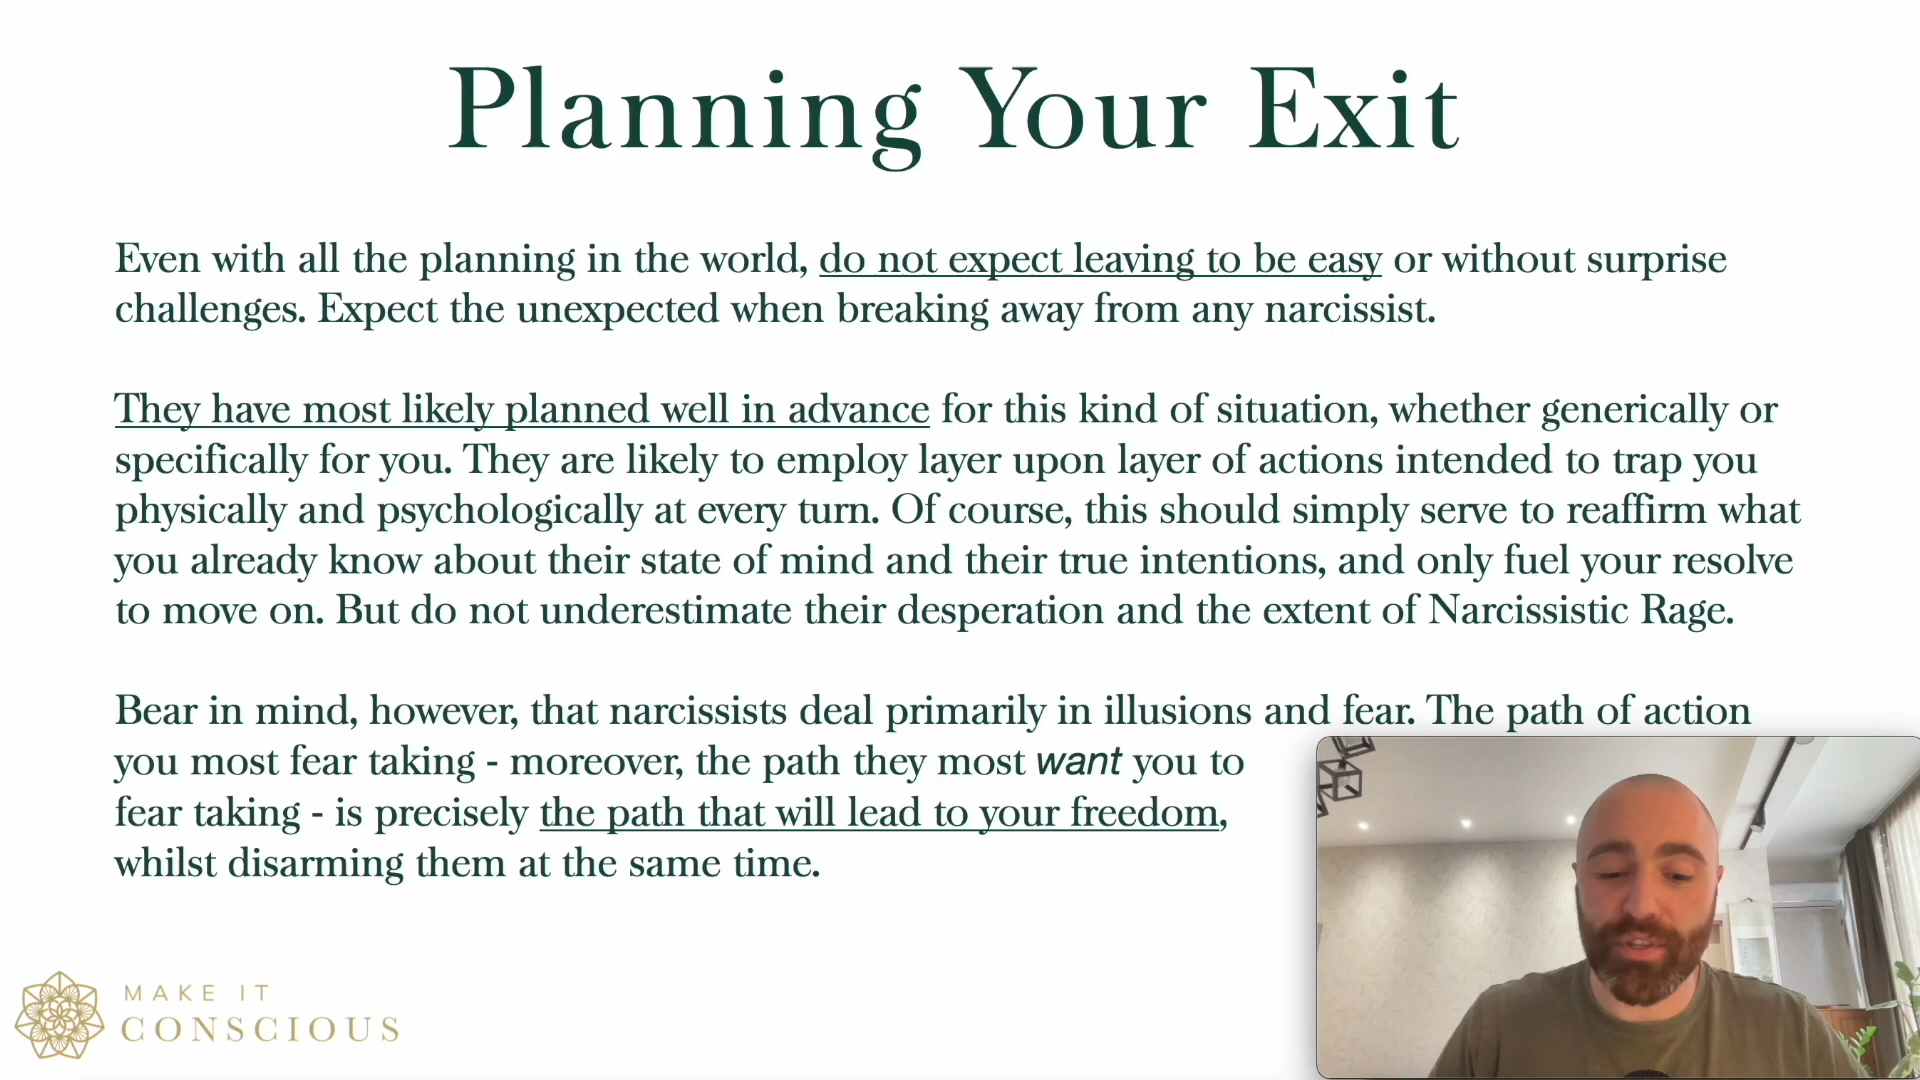 Planning Your Exit
Even with all the planning in the world, do not expect leaving to be easy or without surprise
challenges. Expect the unexpected when breaking away from any narcissist.
They have most likely planned well in advance for this kind of situation, whether generically or
specifically for you. They are likely to employ layer upon layer of actions intended to trap you
physically and psychologically at every turn. Of course, this should simply serve to reaffirm what
you already know about their state of mind and their true intentions, and only fuel your resolve
to move on. But do not underestimate their desperation and the extent of Narcissistic Rage.
Bear in mind, however, that narcissists deal primarily in illusions and fear. The path of action
you most fear taking - moreover, the path they most want you to
fear taking - is precisely the path that will lead to your freedom,
whilst disarming them at the same time.
MAKE IT
CONSCIOUS